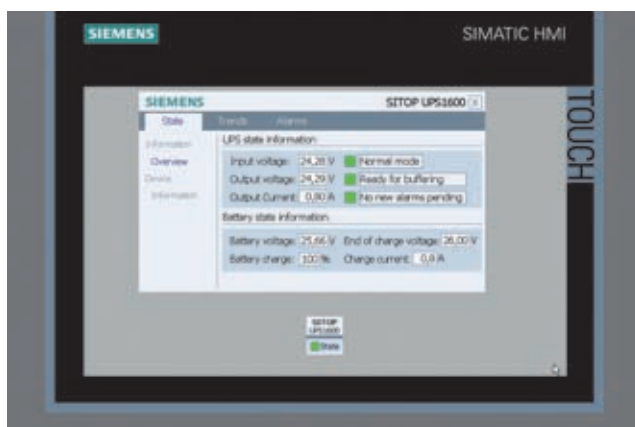 SIEMENS SIMATIC HMI
TOUCH
SIEMENS SITOP UPS1600 x
State Trends Alarms
UPS state information
Information
Overview
Device
Information
Input voltage: 24,28 V Normal mode
Output voltage: 24,29 V Ready for buffering
Output Current: 0,80 A No new alarms pending
Battery state information
Battery voltage: 25,66 V End of charge voltage: 26,00 V
Battery charge: 100 % Charge current: 0,0 A
SITOP
UPS1600
State